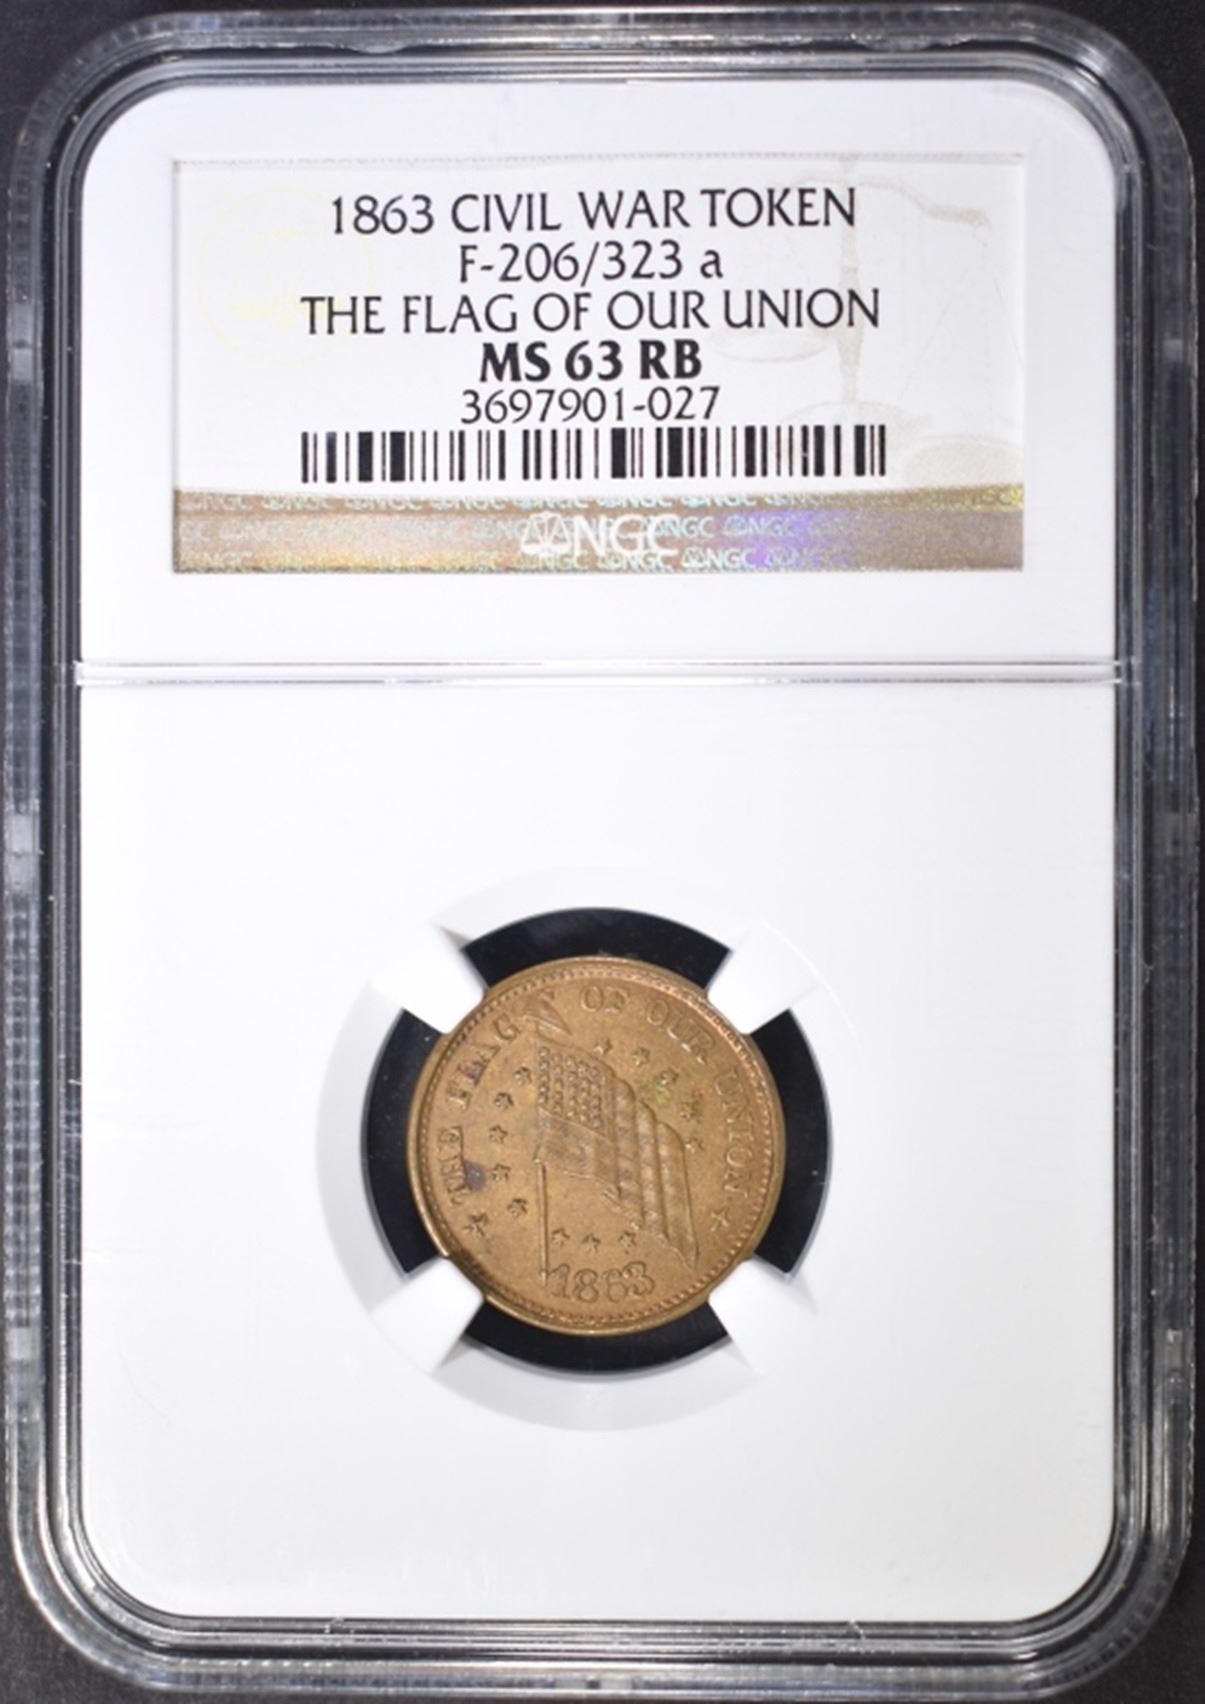 1863 CIVIL WAR TOKEN
F-206/323 a
THE FLAG OF OUR UNION
MS 63 RB
3697901-027
NGC
THE FLAG OF OUR UNION
1863